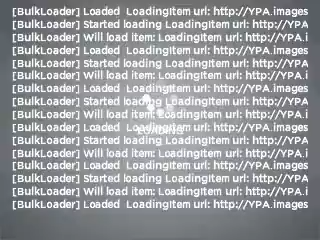 [BulkLoader] Loaded LoadingItem url: http://YPA.images
[BulkLoader] Started loading LoadingItem url: http://YPA
[BulkLoader] Will load item: LoadingItem url: http://YPA.i
[BulkLoader] Loaded LoadingItem url: http://YPA.images
[BulkLoader] Started loading LoadingItem url: http://YPA
[BulkLoader] Will load item: LoadingItem url: http://YPA.i
[BulkLoader] Loaded LoadingItem url: http://YPA.images
[BulkLoader] Started loading LoadingItem url: http://YPA
[BulkLoader] Will load item: LoadingItem url: http://YPA.i
[BulkLoader] Loaded LoadingItem url: http://YPA.images
LOADING
[BulkLoader] Started loading LoadingItem url: http://YPA
[BulkLoader] Will load item: LoadingItem url: http://YPA.i
[BulkLoader] Loaded LoadingItem url: http://YPA.images
[BulkLoader] Started loading LoadingItem url: http://YPA
[BulkLoader] Will load item: LoadingItem url: http://YPA.i
[BulkLoader] Loaded LoadingItem url: http://YPA.images